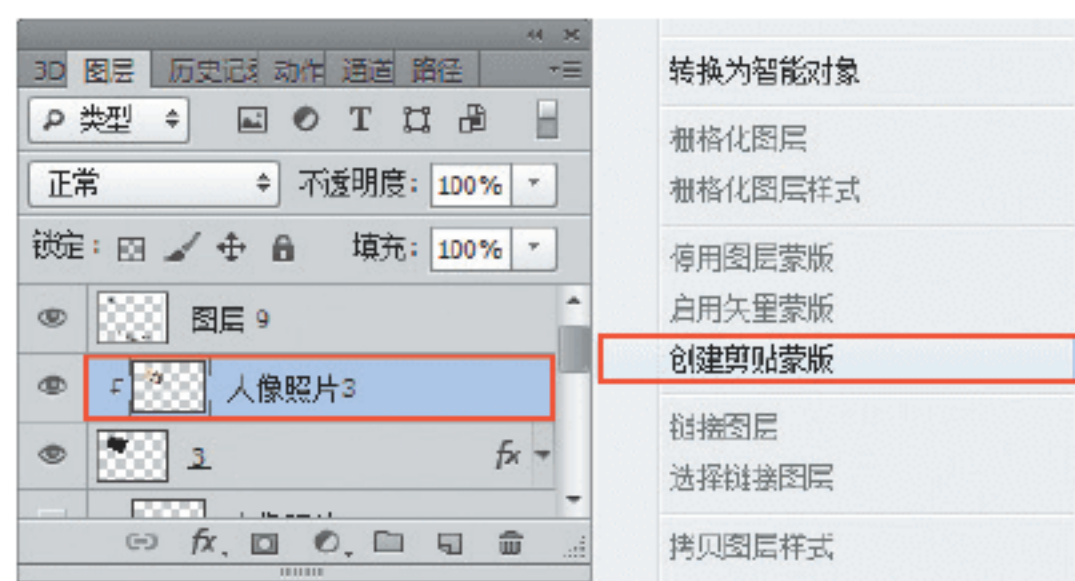 3D 图层 历史记录 动作 通道 路径
类型
T
正常 不透明度: 100%
锁定: 填充: 100%
图层 9
人像照片3
3 fx
fx
转换为智能对象
栅格化图层
栅格化图层样式
停用图层蒙版
启用矢量蒙版
创建剪贴蒙版
链接图层
选择链接图层
拷贝图层样式